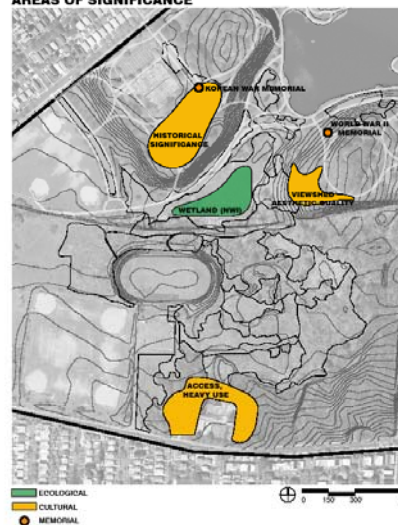 AREAS OF SIGNIFICANCE
KOREAN WAR MEMORIAL
HISTORICAL
SIGNIFICANCE
WORLD WAR II
MEMORIAL
VIEWSHED
AESTHETIC QUALITY
WETLAND (NWI)
ACCESS,
HEAVY USE
ECOLOGICAL
CULTURAL
MEMORIAL
0 150 300